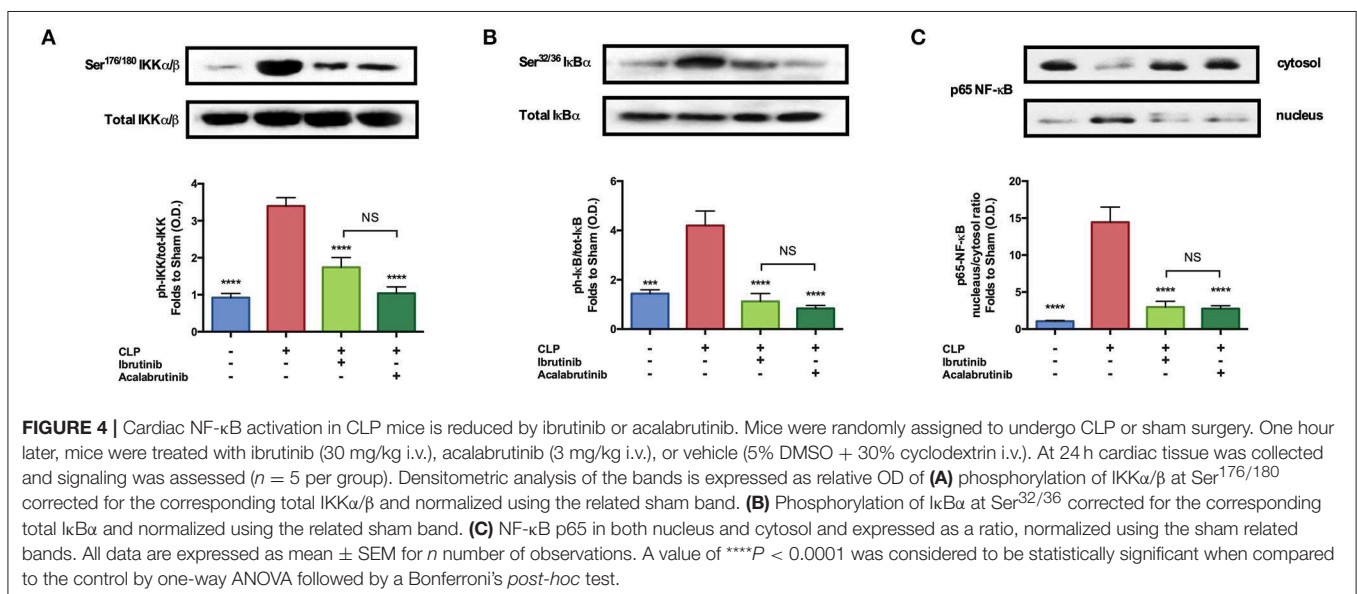 A
Ser176/180 IKKα/β
Total IKKα/β
ph-IKK/tot-IKK
Folds to Sham (O.D.)
4
3
2
1
0
****
****
NS
****
CLP - + + +
Ibrutinib - - + -
Acalabrutinib - - - +
B
Ser32/36 IκBα
Total IκBα
ph-IκB/tot-IκB
Folds to Sham (O.D.)
6
4
2
0
***
****
NS
****
CLP - + + +
Ibrutinib - - + -
Acalabrutinib - - - +
C
p65 NF-κB
cytosol
nucleus
p65-NF-κB
nucleaus/cytosol ratio
Folds to Sham (O.D.)
20
15
10
5
0
****
****
NS
****
CLP - + + +
Ibrutinib - - + -
Acalabrutinib - - - +
FIGURE 4 | Cardiac NF-κB activation in CLP mice is reduced by ibrutinib or acalabrutinib. Mice were randomly assigned to undergo CLP or sham surgery. One hour
later, mice were treated with ibrutinib (30 mg/kg i.v.), acalabrutinib (3 mg/kg i.v.), or vehicle (5% DMSO + 30% cyclodextrin i.v.). At 24 h cardiac tissue was collected
and signaling was assessed (n = 5 per group). Densitometric analysis of the bands is expressed as relative OD of (A) phosphorylation of IKKα/β at Ser176/180
corrected for the corresponding total IKKα/β and normalized using the related sham band. (B) Phosphorylation of IκBα at Ser32/36 corrected for the corresponding
total IκBα and normalized using the related sham band. (C) NF-κB p65 in both nucleus and cytosol and expressed as a ratio, normalized using the sham related
bands. All data are expressed as mean ± SEM for n number of observations. A value of ****P < 0.0001 was considered to be statistically significant when compared
to the control by one-way ANOVA followed by a Bonferroni's post-hoc test.